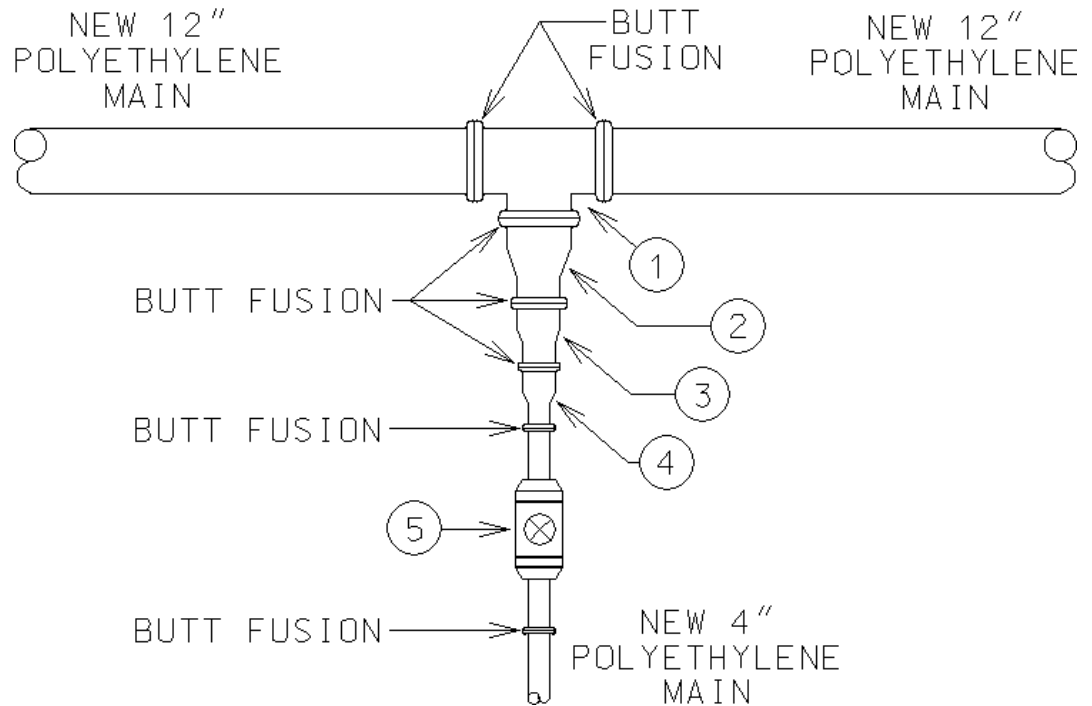 NEW 12"
POLYETHYLENE
MAIN
BUTT
FUSION
NEW 12"
POLYETHYLENE
MAIN
1
BUTT FUSION
2
3
BUTT FUSION
4
5
BUTT FUSION
NEW 4"
POLYETHYLENE
MAIN